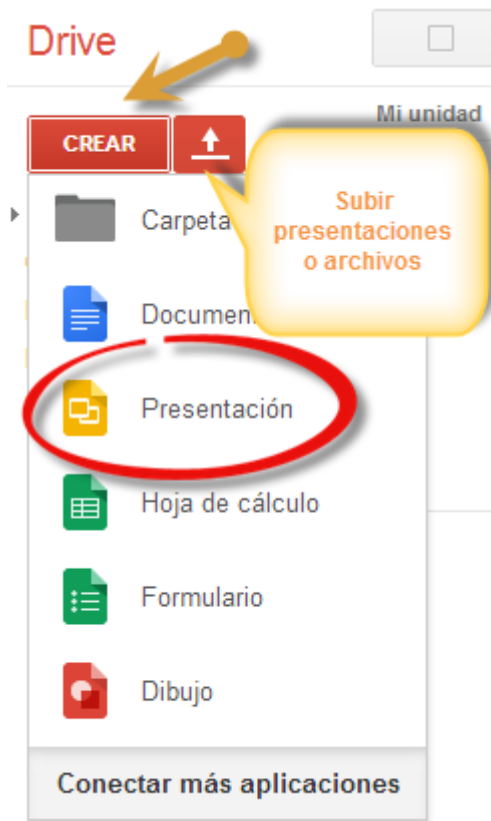 Drive
Mi unidad
CREAR
Subir
presentaciones
o archivos
Carpeta
Documen
Presentación
Hoja de cálculo
Formulario
Dibujo
Conectar más aplicaciones